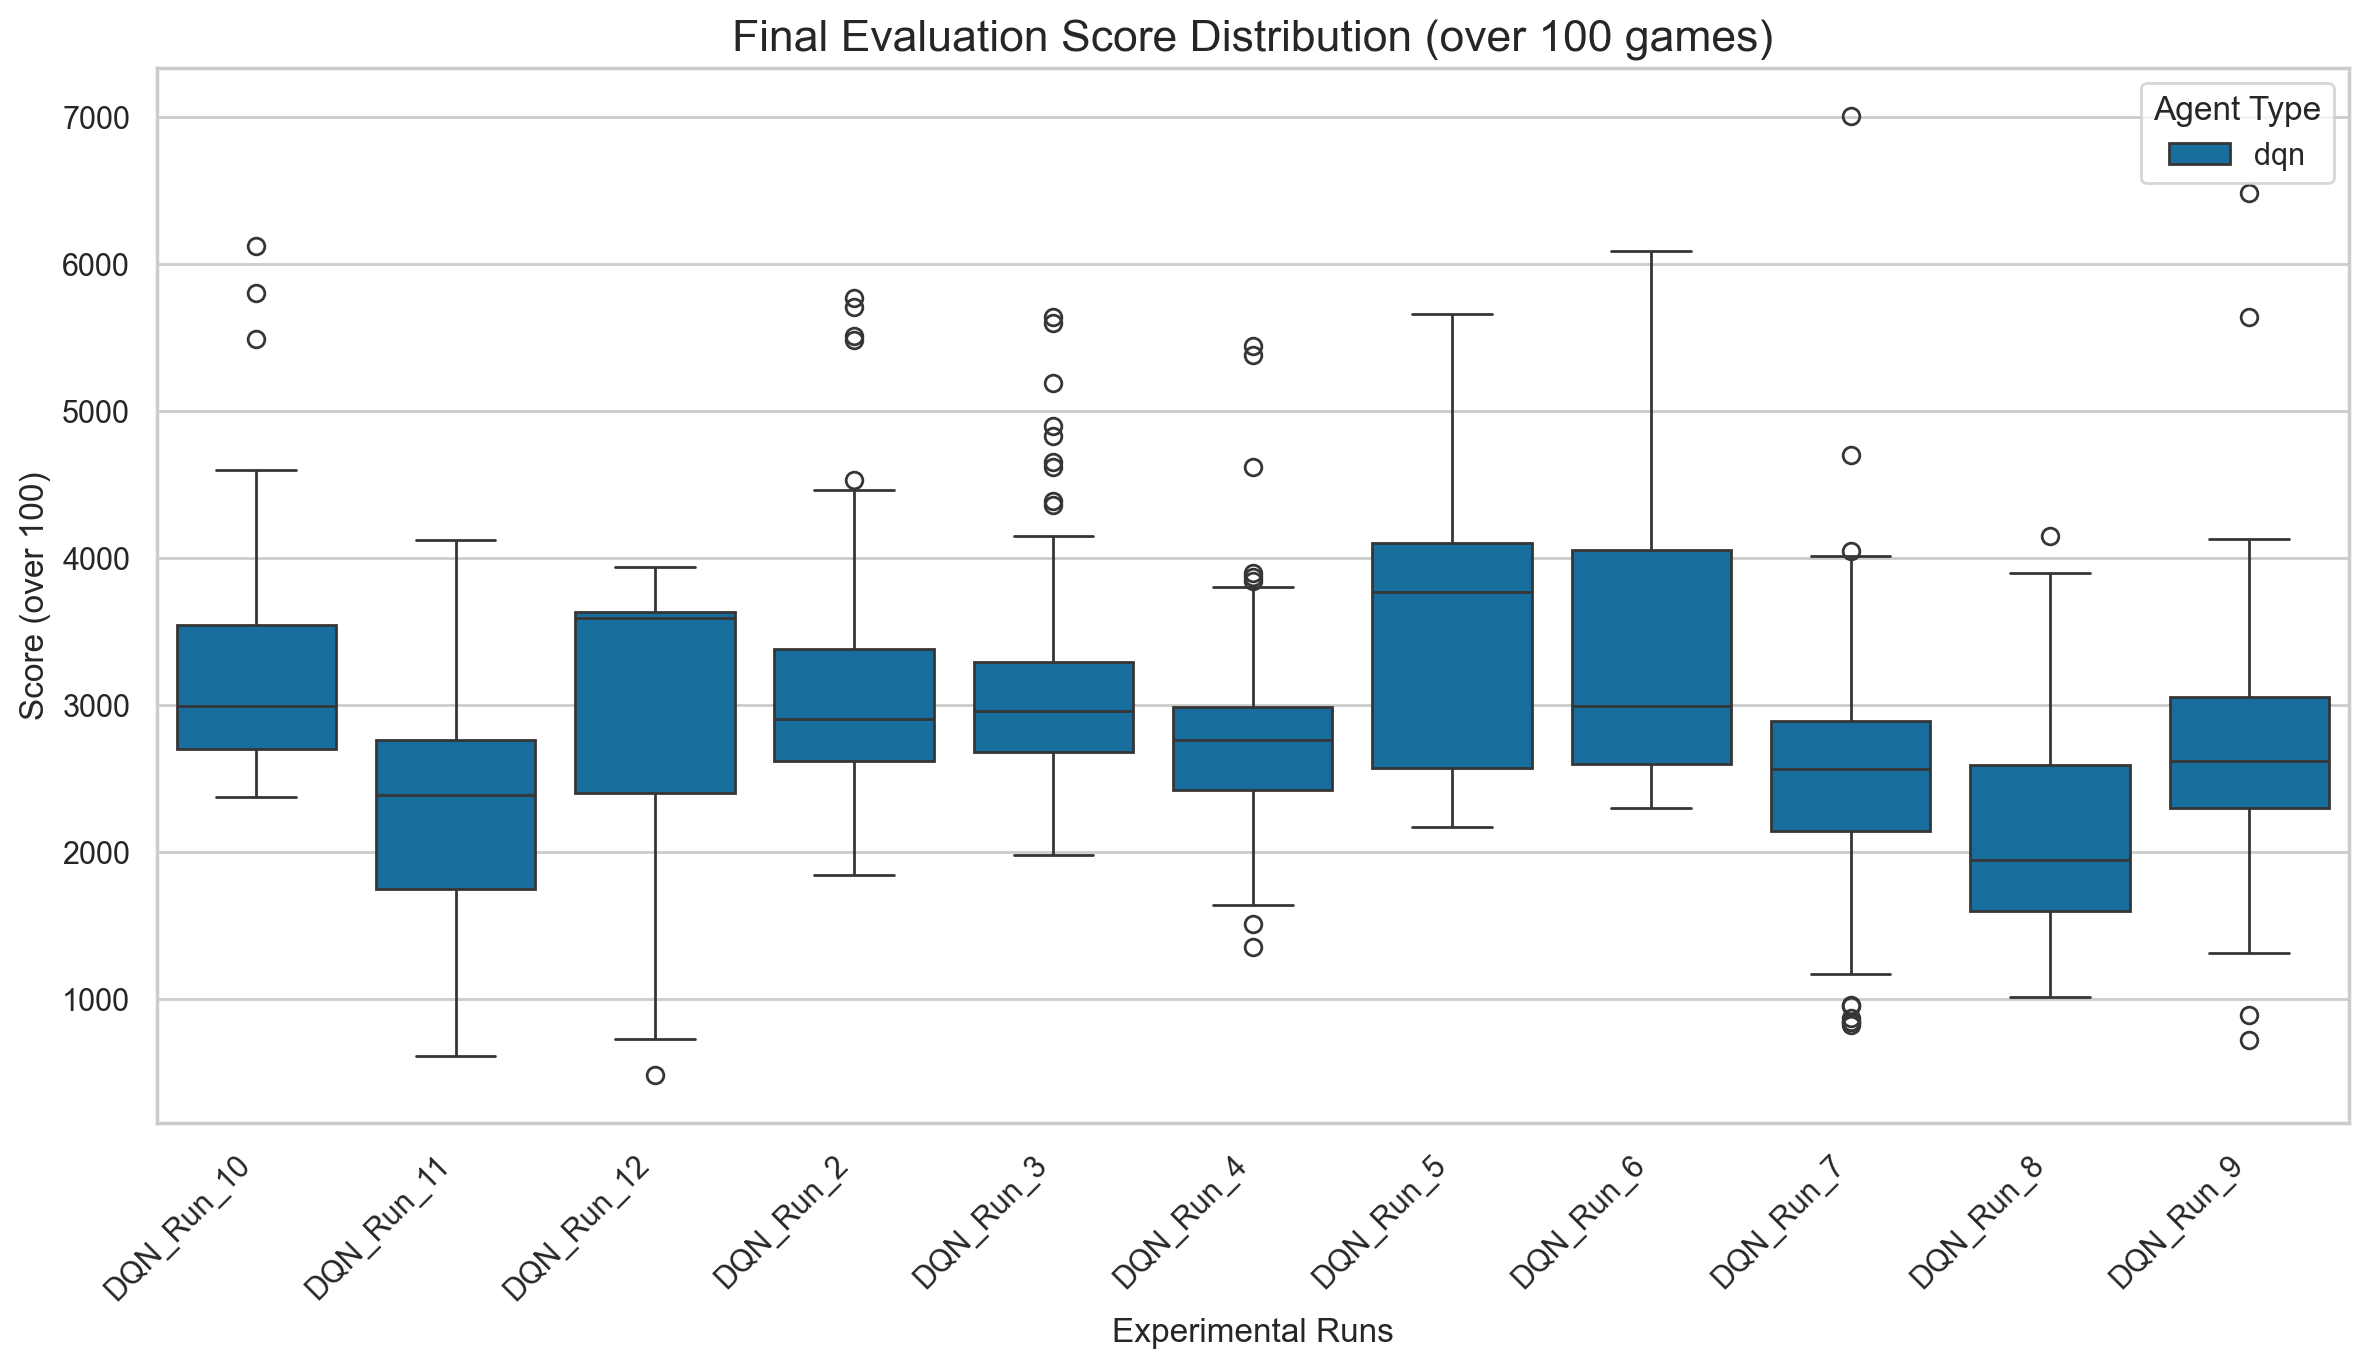 Final Evaluation Score Distribution (over 100 games)
Agent Type
dqn
Score (over 100)
7000
6000
5000
4000
3000
2000
1000
DQN_Run_10
DQN_Run_11
DQN_Run_12
DQN_Run_2
DQN_Run_3
DQN_Run_4
DQN_Run_5
DQN_Run_6
DQN_Run_7
DQN_Run_8
DQN_Run_9
Experimental Runs